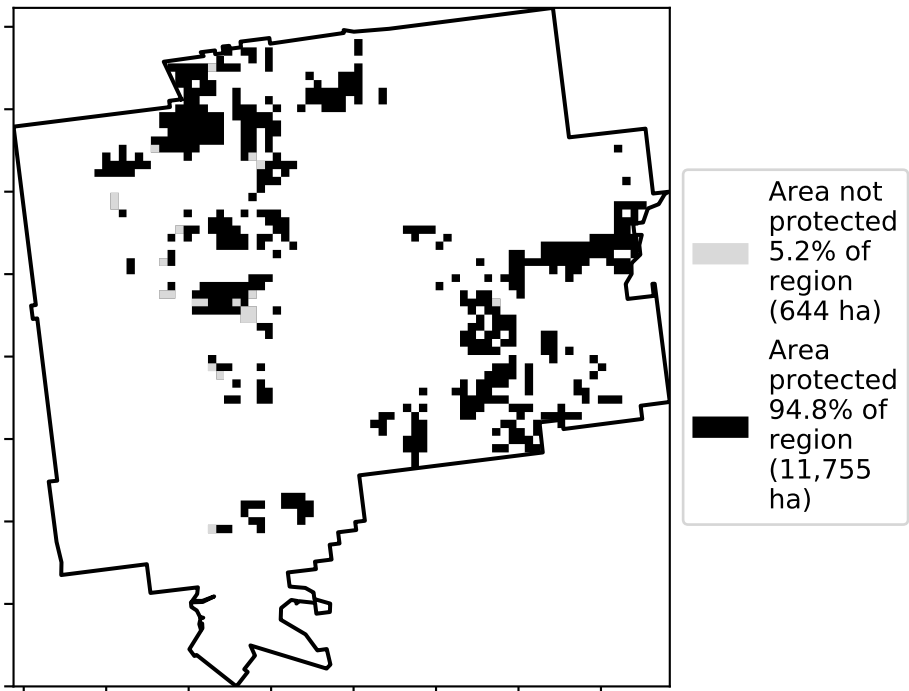 Area not
protected
5.2% of
region
(644 ha)
Area
protected
94.8% of
region
(11,755
ha)